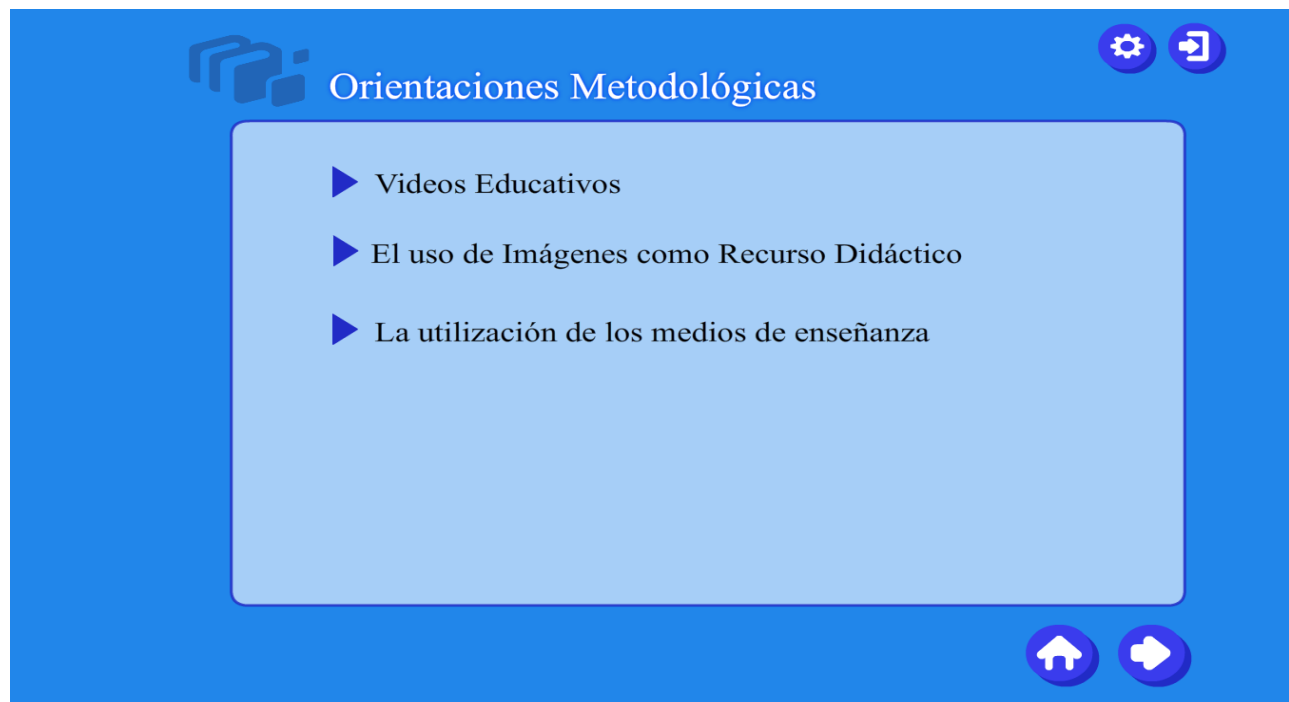 Orientaciones Metodológicas
Videos Educativos
El uso de Imágenes como Recurso Didáctico
La utilización de los medios de enseñanza